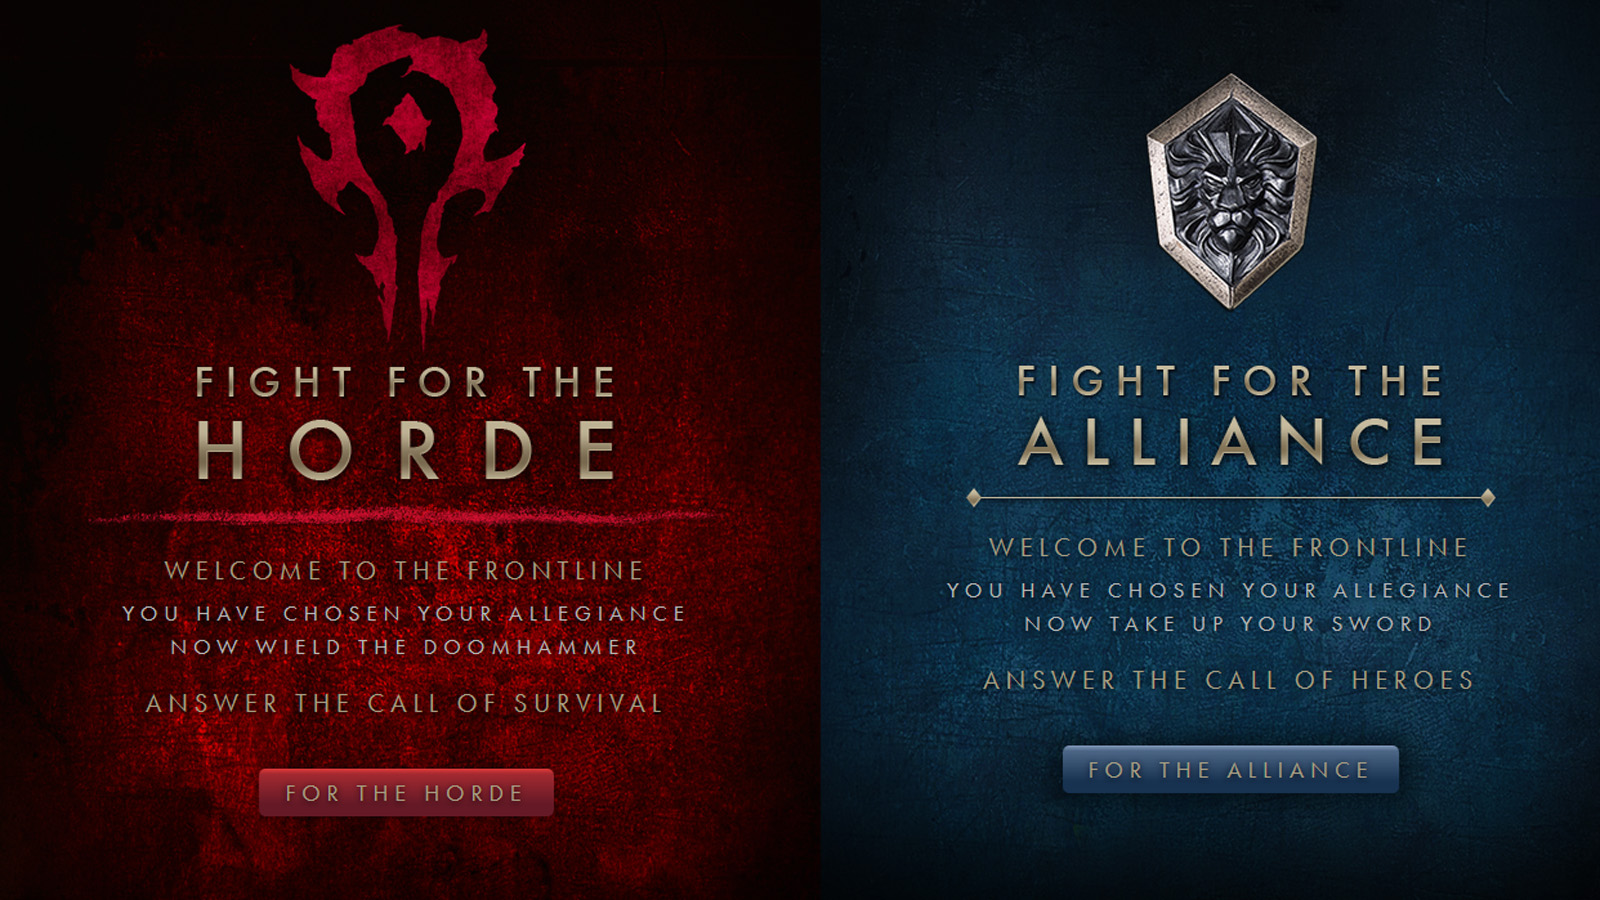 FIGHT FOR THE
HORDE
WELCOME TO THE FRONTLINE
YOU HAVE CHOSEN YOUR ALLEGIANCE
NOW WIELD THE DOOMHAMMER
ANSWER THE CALL OF SURVIVAL
FOR THE HORDE
FIGHT FOR THE
ALLIANCE
WELCOME TO THE FRONTLINE
YOU HAVE CHOSEN YOUR ALLEGIANCE
NOW TAKE UP YOUR SWORD
ANSWER THE CALL OF HEROES
FOR THE ALLIANCE